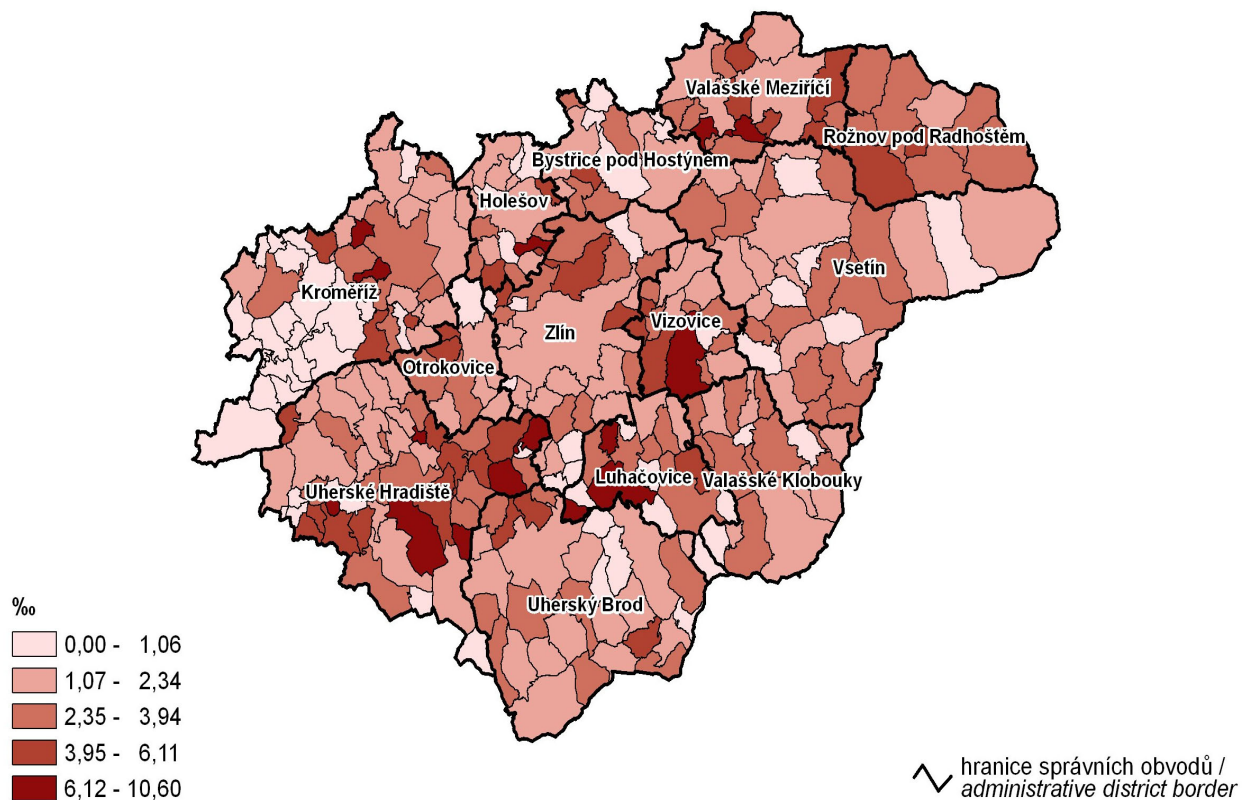 Valašské Meziříčí
Rožnov pod Radhoštěm
Bystřice pod Hostýnem
Holešov
Vsetín
Kroměříž
Zlín
Vizovice
Otrokovice
Luhačovice
Valašské Klobouky
Uherské Hradiště
Uherský Brod
‰
0,00 - 1,06
1,07 - 2,34
2,35 - 3,94
3,95 - 6,11
6,12 - 10,60
hranice správních obvodů /
administrative district border